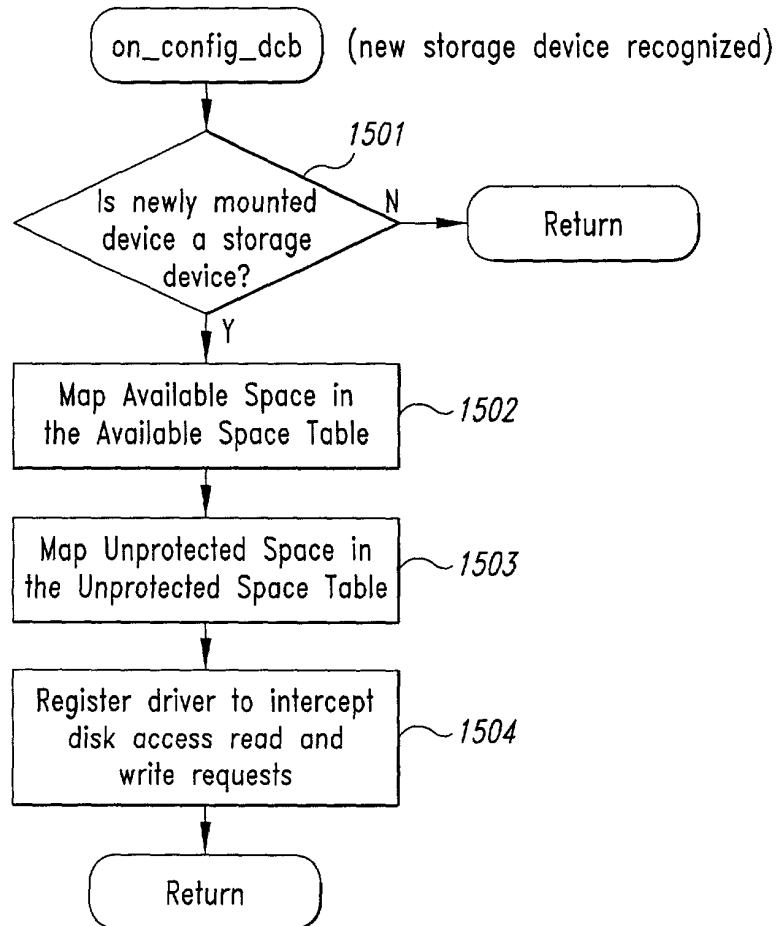 on_config_dcb (new storage device recognized)
1501
Is newly mounted
device a storage
device?
N
Return
Y
Map Available Space in
the Available Space Table
1502
Map Unprotected Space in
the Unprotected Space Table
1503
Register driver to intercept
disk access read and
write requests
1504
Return